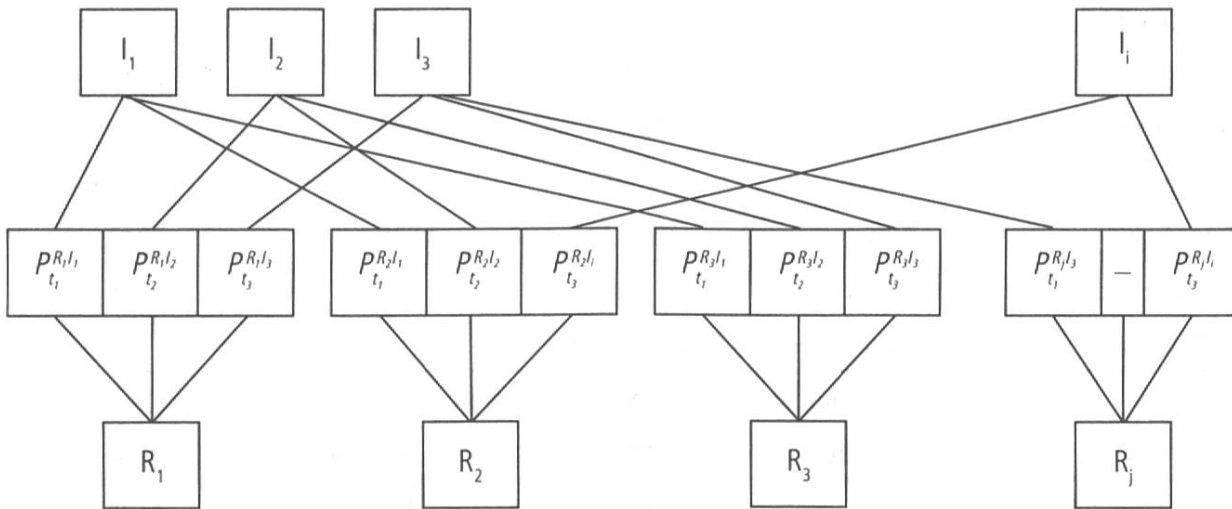 I₁ I₂ I₃ Iᵢ
P_{t₁}^{R₁I₁} P_{t₂}^{R₁I₂} P_{t₃}^{R₁I₃} P_{t₁}^{R₂I₁} P_{t₂}^{R₂I₂} P_{t₃}^{R₂Iᵢ} P_{t₁}^{R₃I₁} P_{t₂}^{R₃I₂} P_{t₃}^{R₃I₃} P_{t₁}^{RⱼI₃} – P_{t₃}^{RⱼIᵢ}
R₁ R₂ R₃ Rⱼ